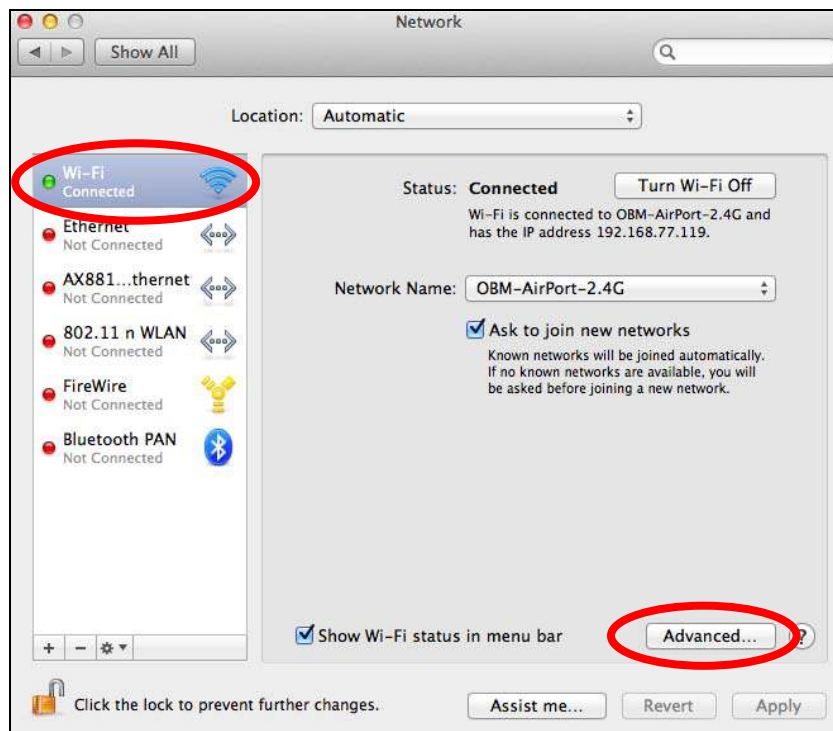 Network
Show All
Location: Automatic
Wi-Fi
Connected
Ethernet
Not Connected
AX881...thernet
Not Connected
802.11 n WLAN
Not Connected
FireWire
Not Connected
Bluetooth PAN
Not Connected
Status: Connected
Turn Wi-Fi Off
Wi-Fi is connected to OBM-AirPort-2.4G and
has the IP address 192.168.77.119.
Network Name: OBM-AirPort-2.4G
Ask to join new networks
Known networks will be joined automatically.
If no known networks are available, you will
be asked before joining a new network.
Show Wi-Fi status in menu bar
Advanced...
?
+ −
Click the lock to prevent further changes.
Assist me...
Revert
Apply